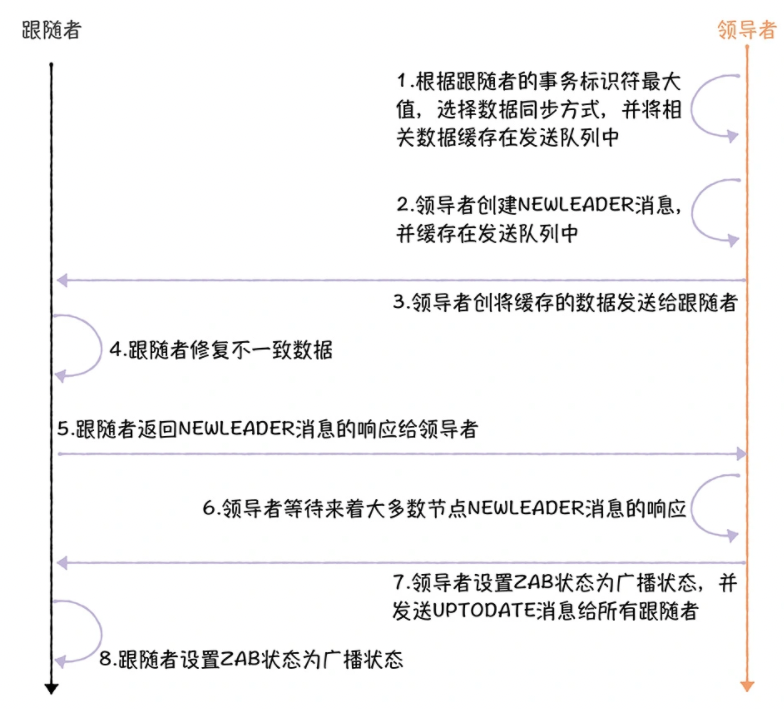 跟随者
领导者
1.根据跟随者的事务标识符最大
值，选择数据同步方式，并将相
关数据缓存在发送队列中
2.领导者创建NEWLEADER消息，
并缓存在发送队列中
3.领导者创将缓存的数据发送给跟随者
4.跟随者修复不一致数据
5.跟随者返回NEWLEADER消息的响应给领导者
6.领导者等待来着大多数节点NEWLEADER消息的响应
7.领导者设置ZAB状态为广播状态，并
发送UPTODATE消息给所有跟随者
8.跟随者设置ZAB状态为广播状态